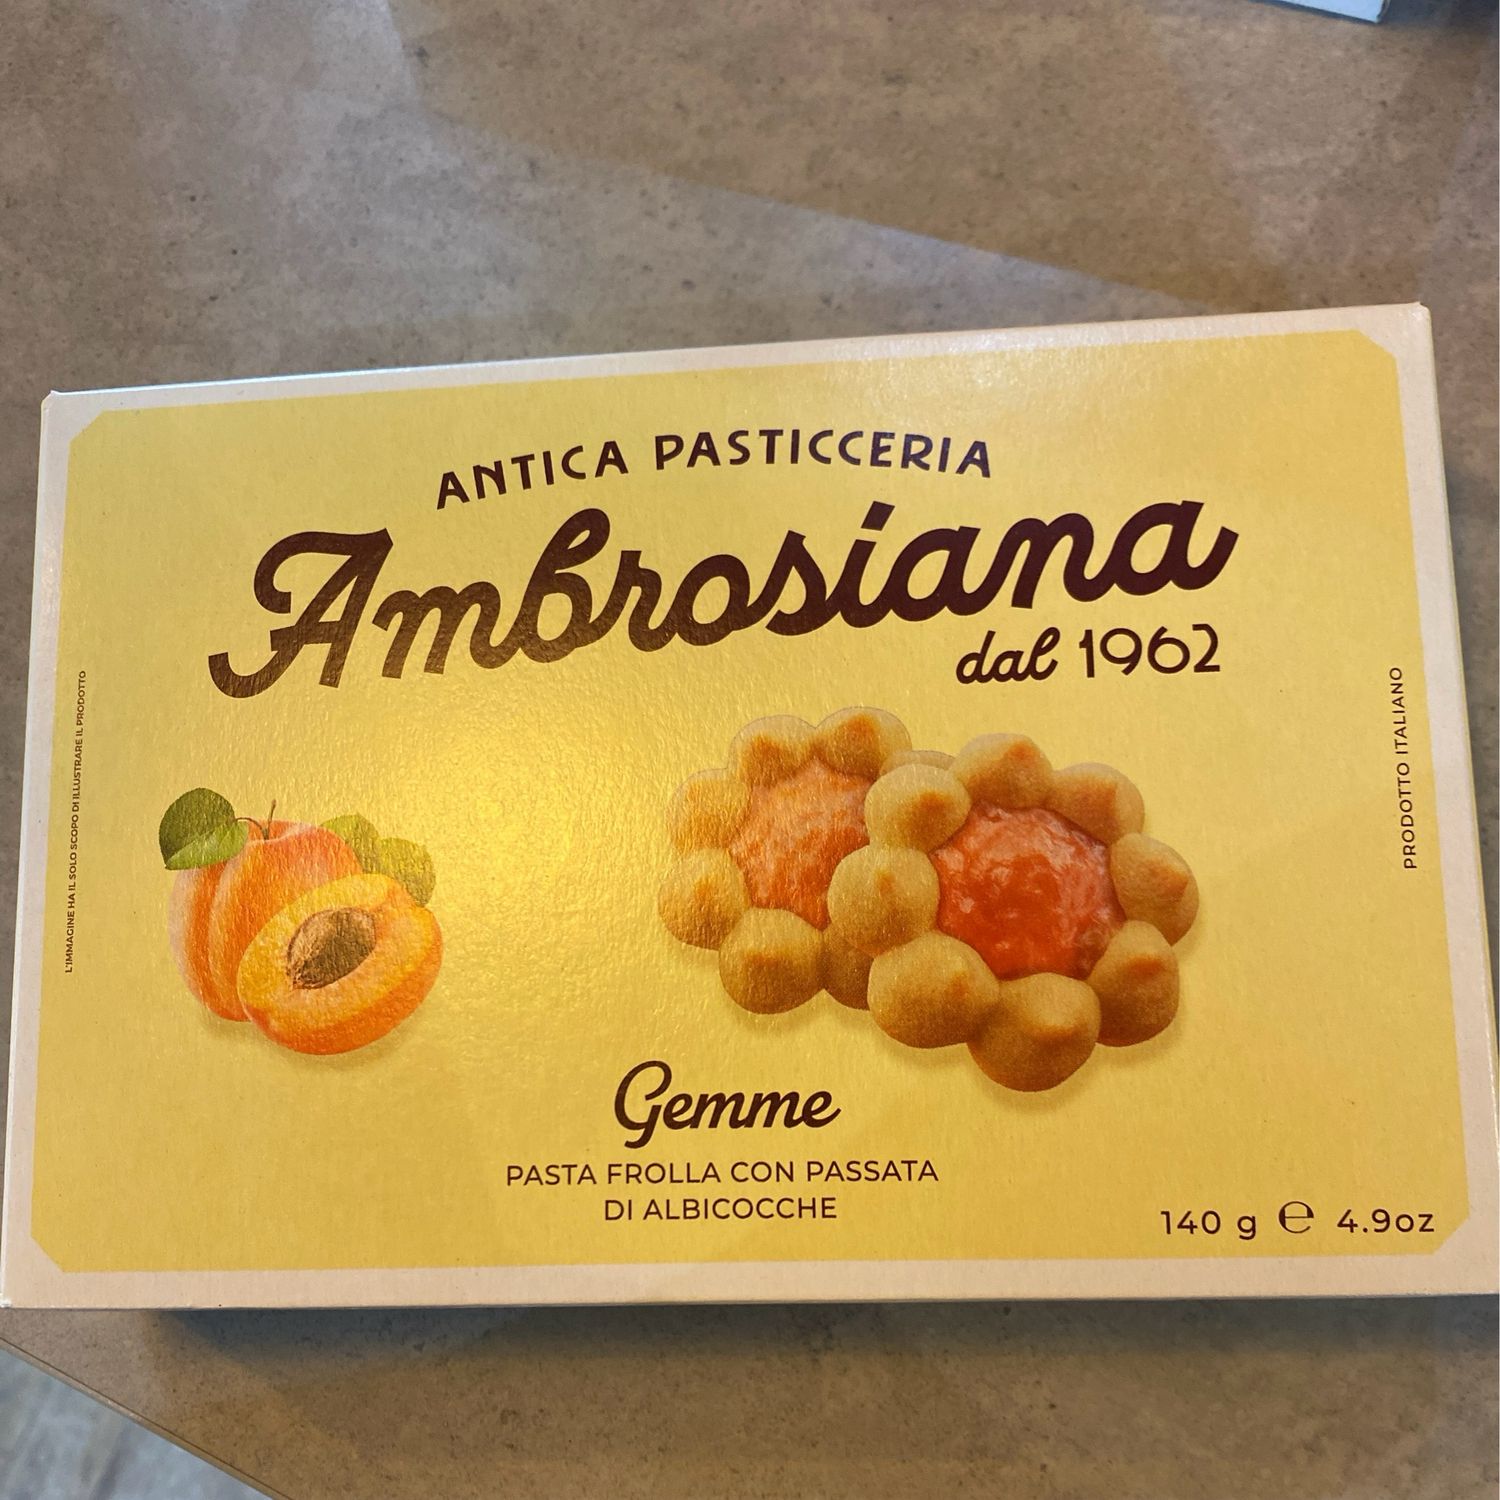 ANTICA PASTICCERIA
Ambrosiana
dal 1962
L'IMMAGINE HA IL SOLO SCOPO DI ILLUSTRARE IL PRODOTTO
PRODOTTO ITALIANO
Gemme
PASTA FROLLA CON PASSATA
DI ALBICOCCHE
140 g ℮ 4.9oz